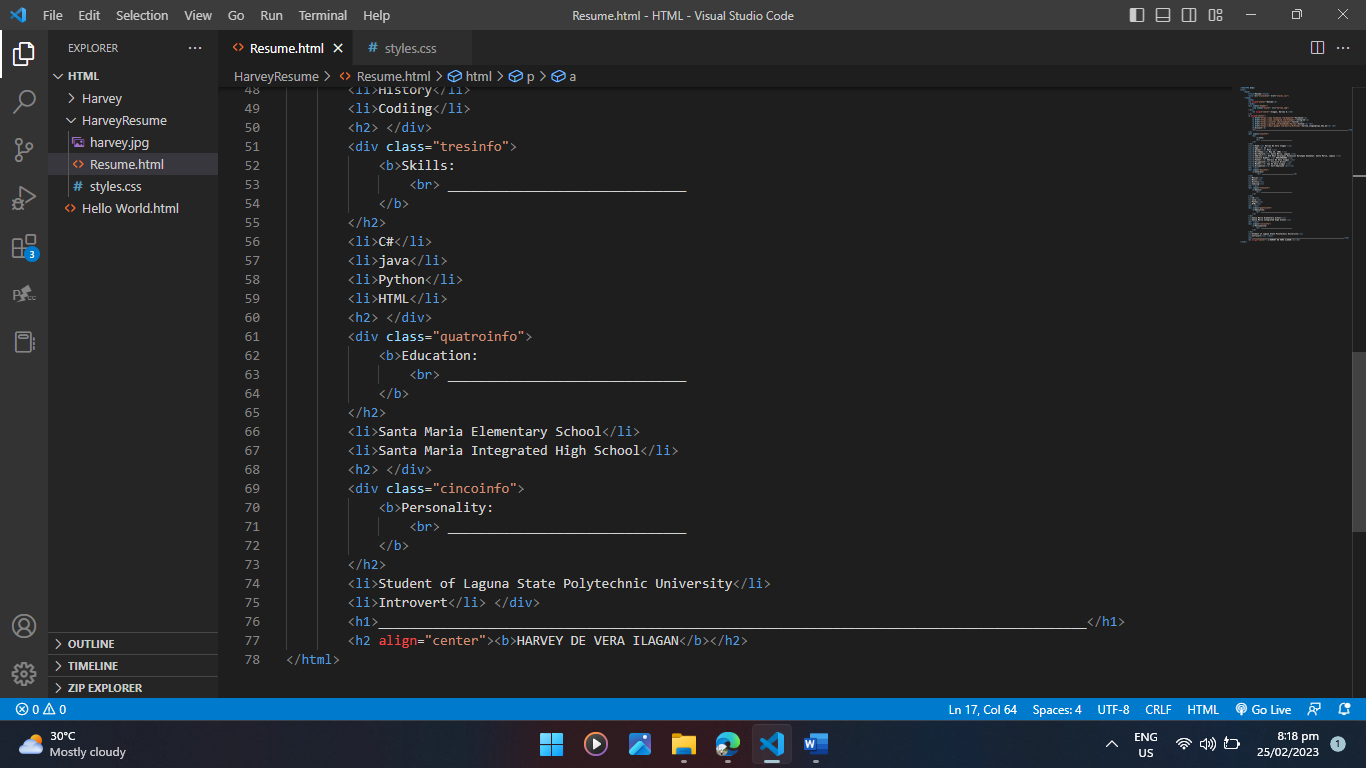 File Edit Selection View Go Run Terminal Help Resume.html - HTML - Visual Studio Code
EXPLORER ···
HTML
Harvey
HarveyResume
harvey.jpg
Resume.html
styles.css
Hello World.html
OUTLINE
TIMELINE
ZIP EXPLORER
3
Resume.html styles.css
HarveyResume > Resume.html > html > p > a
48 <li>History</li>
49 <li>Codiing</li>
50 <h2> </div>
51 <div class="tresinfo">
52 <b>Skills:
53 <br> _______________________________
54 </b>
55 </h2>
56 <li>C#</li>
57 <li>java</li>
58 <li>Python</li>
59 <li>HTML</li>
60 <h2> </div>
61 <div class="quatroinfo">
62 <b>Education:
63 <br> _______________________________
64 </b>
65 </h2>
66 <li>Santa Maria Elementary School</li>
67 <li>Santa Maria Integrated High School</li>
68 <h2> </div>
69 <div class="cincoinfo">
70 <b>Personality:
71 <br> _______________________________
72 </b>
73 </h2>
74 <li>Student of Laguna State Polytechnic University</li>
75 <li>Introvert</li> </div>
76 <h1>____________________________________________________________________________________________</h1>
77 <h2 align="center"><b>HARVEY DE VERA ILAGAN</b></h2>
78 </html>
0 0 Ln 17, Col 64 Spaces: 4 UTF-8 CRLF HTML Go Live
30°C
Mostly cloudy
ENG
US
8:18 pm
25/02/2023
1